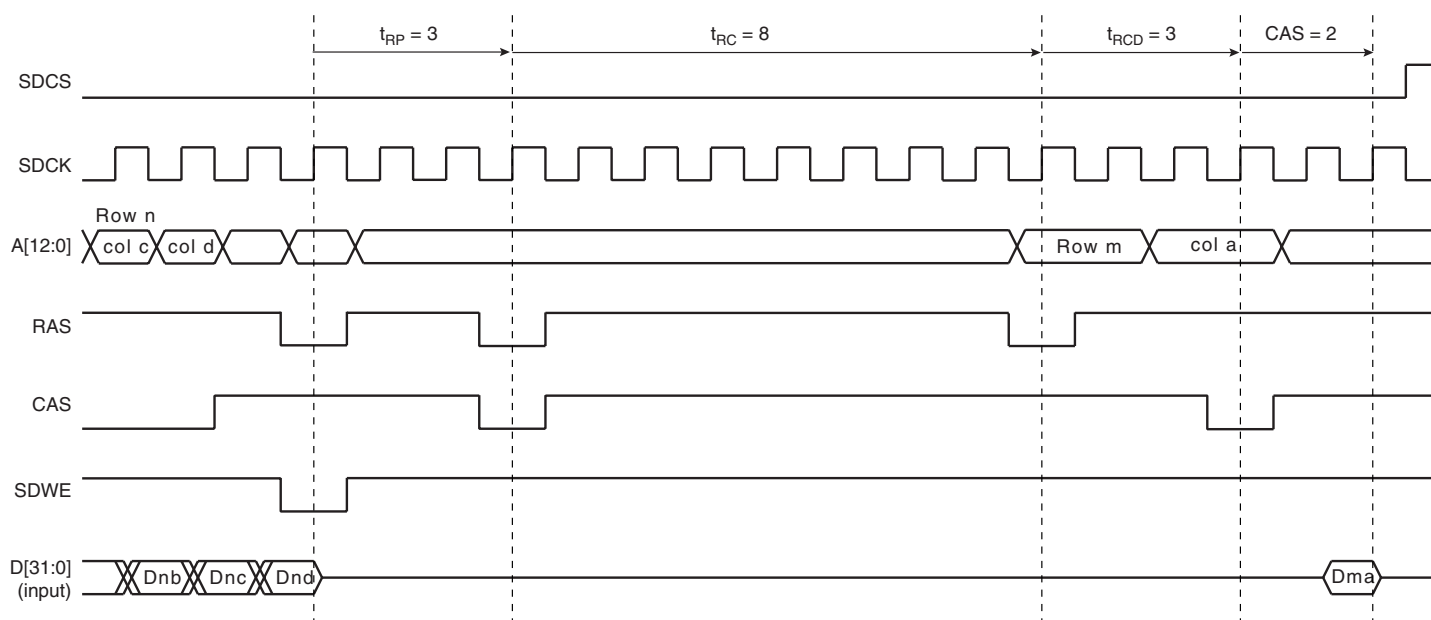 tRP = 3 tRC = 8 tRCD = 3 CAS = 2
SDCS
SDCK
Row n
A[12:0] col c col d Row m col a
RAS
CAS
SDWE
D[31:0]
(input) Dnb Dnc Dnd Dma